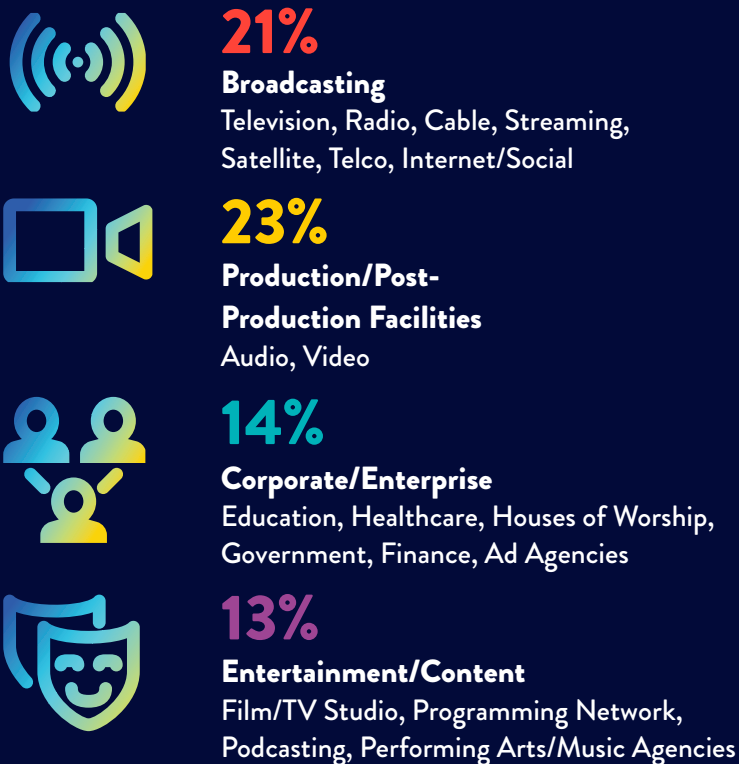 21%
Broadcasting
Television, Radio, Cable, Streaming,
Satellite, Telco, Internet/Social
23%
Production/Post-
Production Facilities
Audio, Video
14%
Corporate/Enterprise
Education, Healthcare, Houses of Worship,
Government, Finance, Ad Agencies
13%
Entertainment/Content
Film/TV Studio, Programming Network,
Podcasting, Performing Arts/Music Agencies